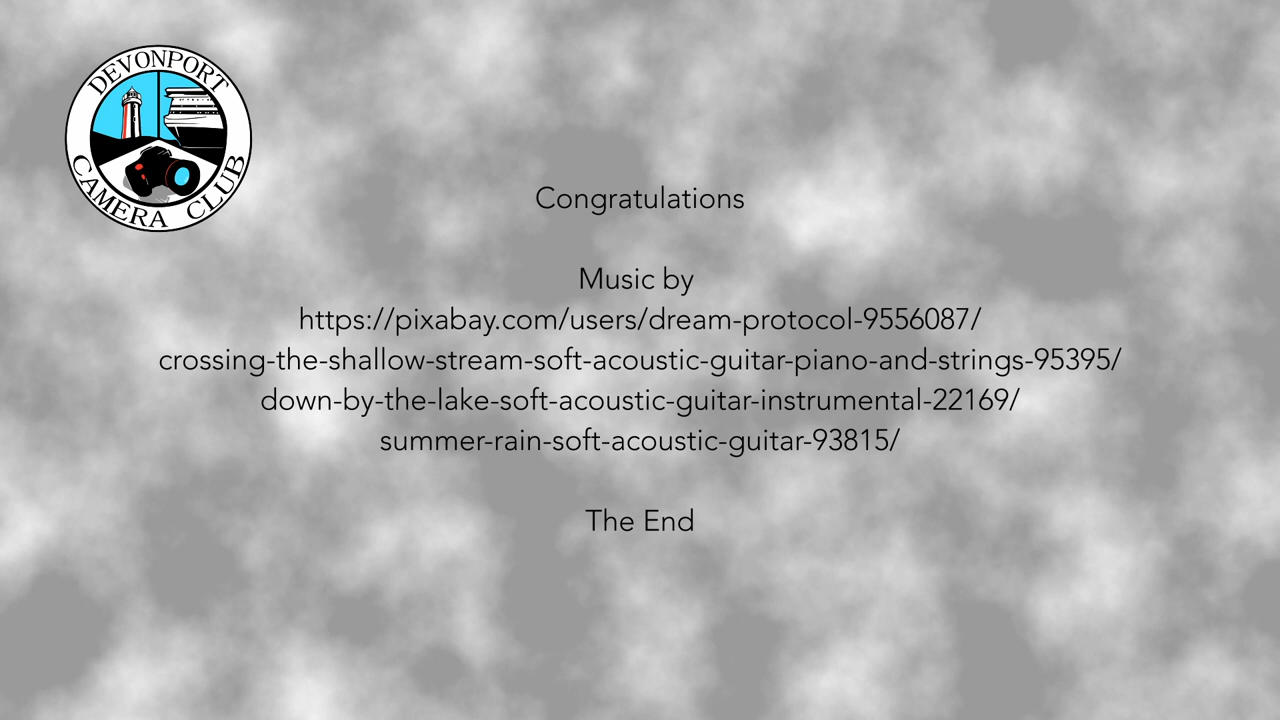 DEVONPORT
CAMERA CLUB
Congratulations
Music by
https://pixabay.com/users/dream-protocol-9556087/
crossing-the-shallow-stream-soft-acoustic-guitar-piano-and-strings-95395/
down-by-the-lake-soft-acoustic-guitar-instrumental-22169/
summer-rain-soft-acoustic-guitar-93815/
The End